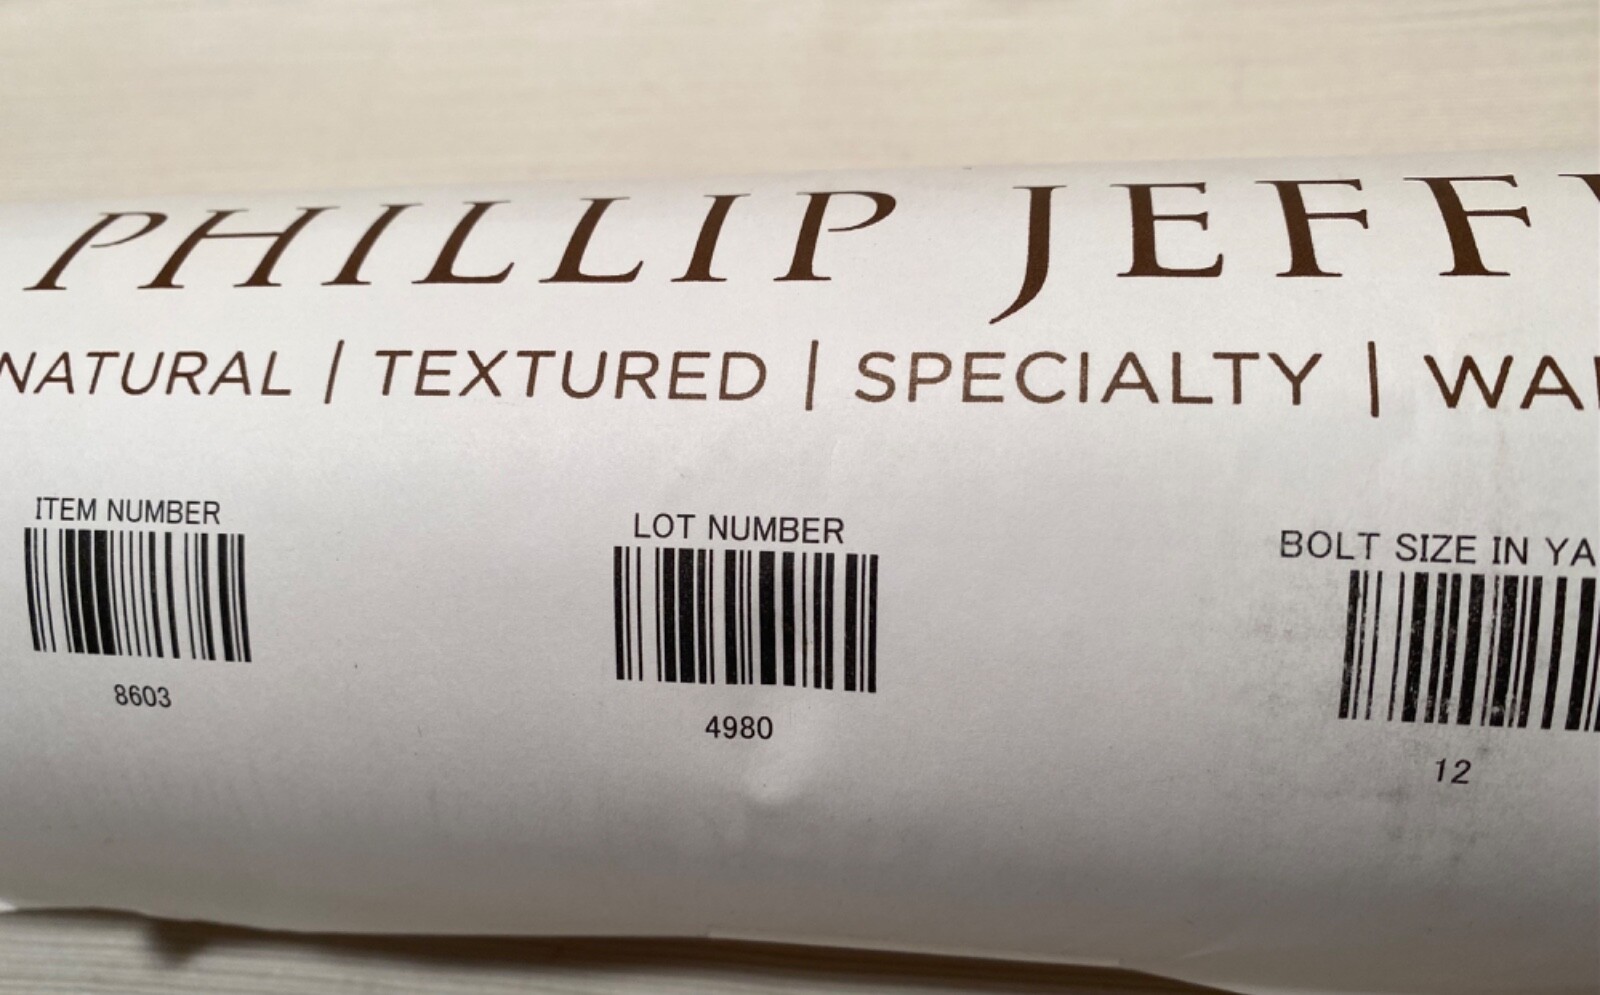 PHILLIP JEFF
NATURAL | TEXTURED | SPECIALTY | WA
ITEM NUMBER
8603
LOT NUMBER
4980
BOLT SIZE IN YA
12